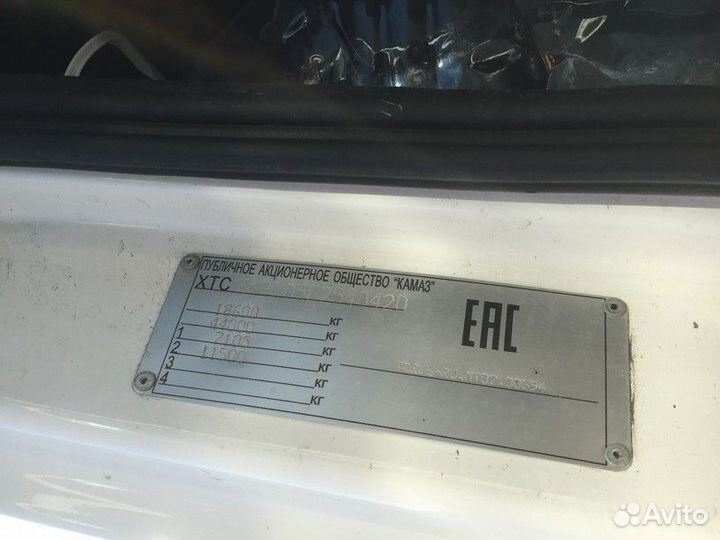 ПУБЛИЧНОЕ АКЦИОНЕРНОЕ ОБЩЕСТВО "КАМАЗ"
XTC
18600 кг
44000 кг
1 2100 кг
2 11500 кг
3 кг
4 кг
EAC
Avito